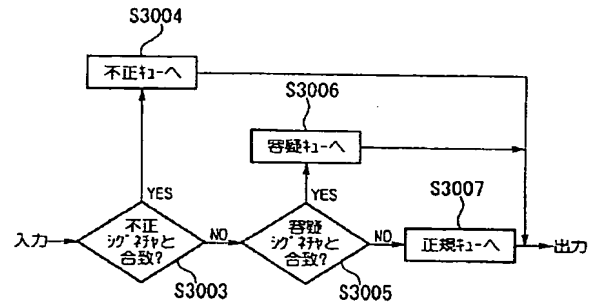 S3004
不正ｷｭｰへ
S3006
容疑ｷｭｰへ
YES
YES
S3007
入力
不正
ｼｸﾞﾈﾁｬと
合致?
NO
容疑
ｼｸﾞﾈﾁｬと
合致?
NO
正規ｷｭｰへ
出力
S3003
S3005